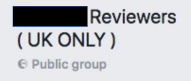 Reviewers
( UK ONLY )
Public group